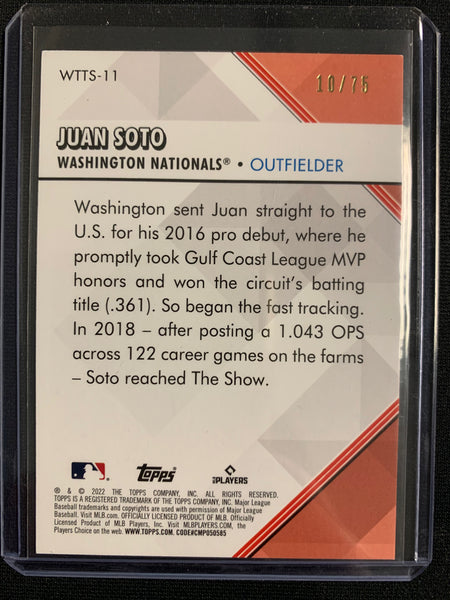 WTTS-11
10/75
JUAN SOTO
WASHINGTON NATIONALS® • OUTFIELDER
Washington sent Juan straight to the
U.S. for his 2016 pro debut, where he
promptly took Gulf Coast League MVP
honors and won the circuit's batting
title (.361). So began the fast tracking.
In 2018 – after posting a 1.043 OPS
across 122 career games on the farms
– Soto reached The Show.
Topps
PLAYERS
® & © 2022 THE TOPPS COMPANY, INC. ALL RIGHTS RESERVED.
TOPPS IS A REGISTERED TRADEMARK OF THE TOPPS COMPANY, INC. Major League
Baseball trademarks and copyrights are used with permission of Major League
Baseball. Visit MLB.com. OFFICIALLY LICENSED PRODUCT OF MLB. Officially
Licensed Product of MLB Players, Inc. Visit MLBPLAYERS.COM, the
Players Choice on the web. WWW.TOPPS.COM. CODE#CMP050585